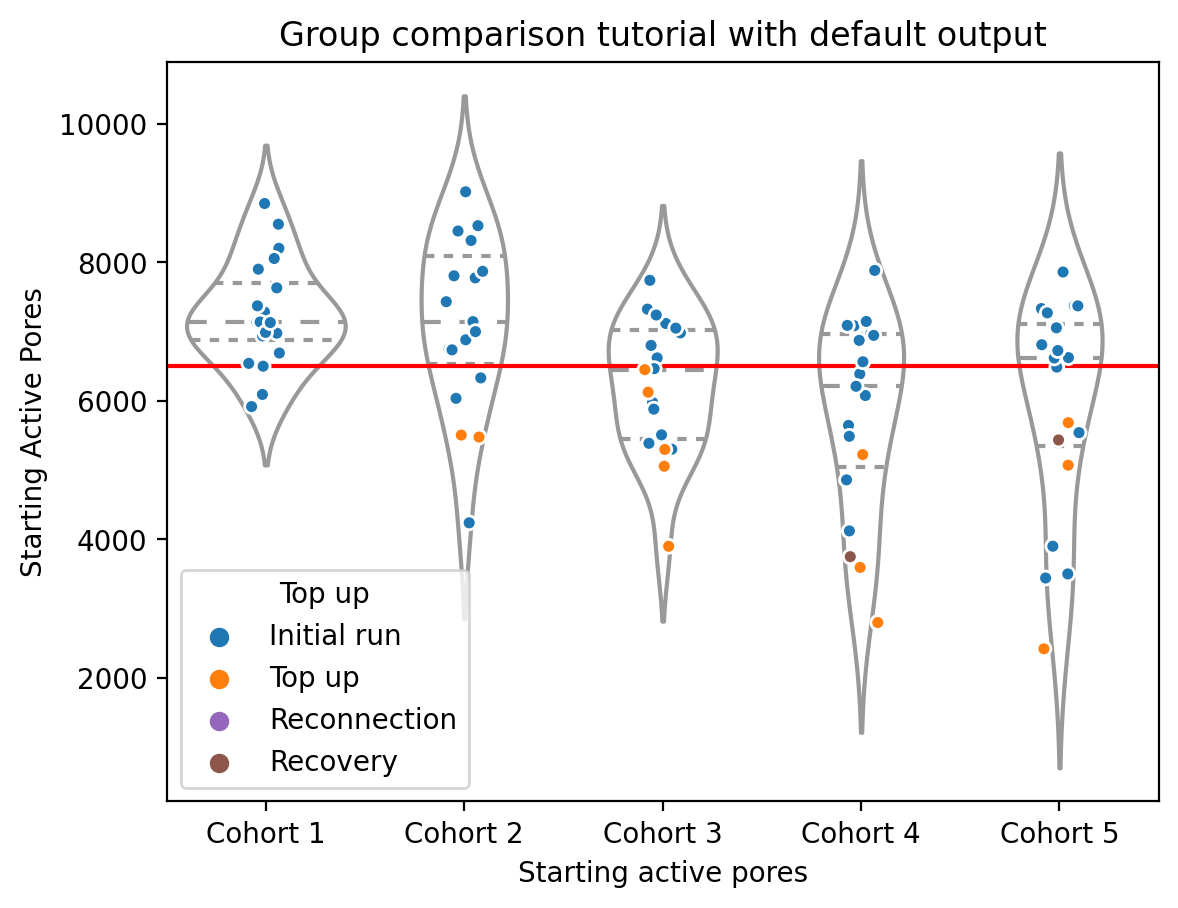 Group comparison tutorial with default output
Starting Active Pores
10000
8000
6000
4000
2000
Top up
Initial run
Top up
Reconnection
Recovery
Cohort 1
Cohort 2
Cohort 3
Cohort 4
Cohort 5
Starting active pores